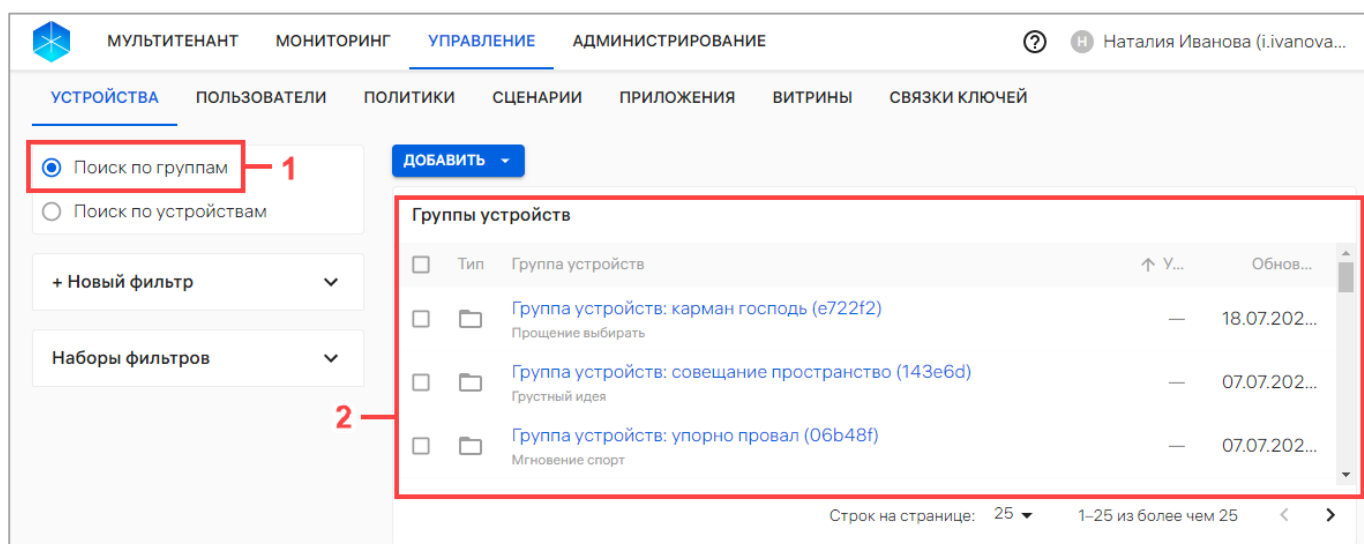 МУЛЬТИТЕНАНТ МОНИТОРИНГ УПРАВЛЕНИЕ АДМИНИСТРИРОВАНИЕ ? Н Наталия Иванова (i.ivanova...
УСТРОЙСТВА ПОЛЬЗОВАТЕЛИ ПОЛИТИКИ СЦЕНАРИИ ПРИЛОЖЕНИЯ ВИТРИНЫ СВЯЗКИ КЛЮЧЕЙ
Поиск по группам 1
Поиск по устройствам
+ Новый фильтр
Наборы фильтров
ДОБАВИТЬ
2
Группы устройств
Тип Группа устройств ↑ У... Обнов...
Группа устройств: карман господь (e722f2) — 18.07.202...
Прощение выбирать
Группа устройств: совещание пространство (143e6d) — 07.07.202...
Грустный идея
Группа устройств: упорно провал (06b48f) — 07.07.202...
Мгновение спорт
Строк на странице: 25 1–25 из более чем 25 < >